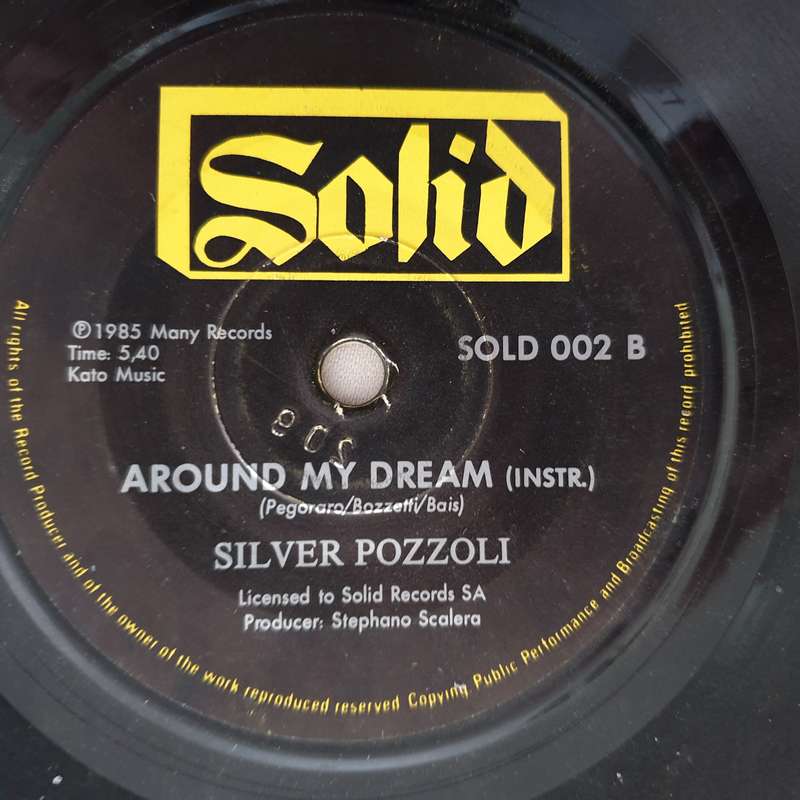 Solid
℗1985 Many Records
Time: 5,40
Kato Music
SOLD 002 B
AROUND MY DREAM (INSTR.)
(Pegoraro/Bozzetti/Bais)
SILVER POZZOLI
Licensed to Solid Records SA
Producer: Stephano Scalera
All rights of the Record Producer and of the owner of the work reproduced reserved Copying Public Performance and Broadcasting of this record prohibited